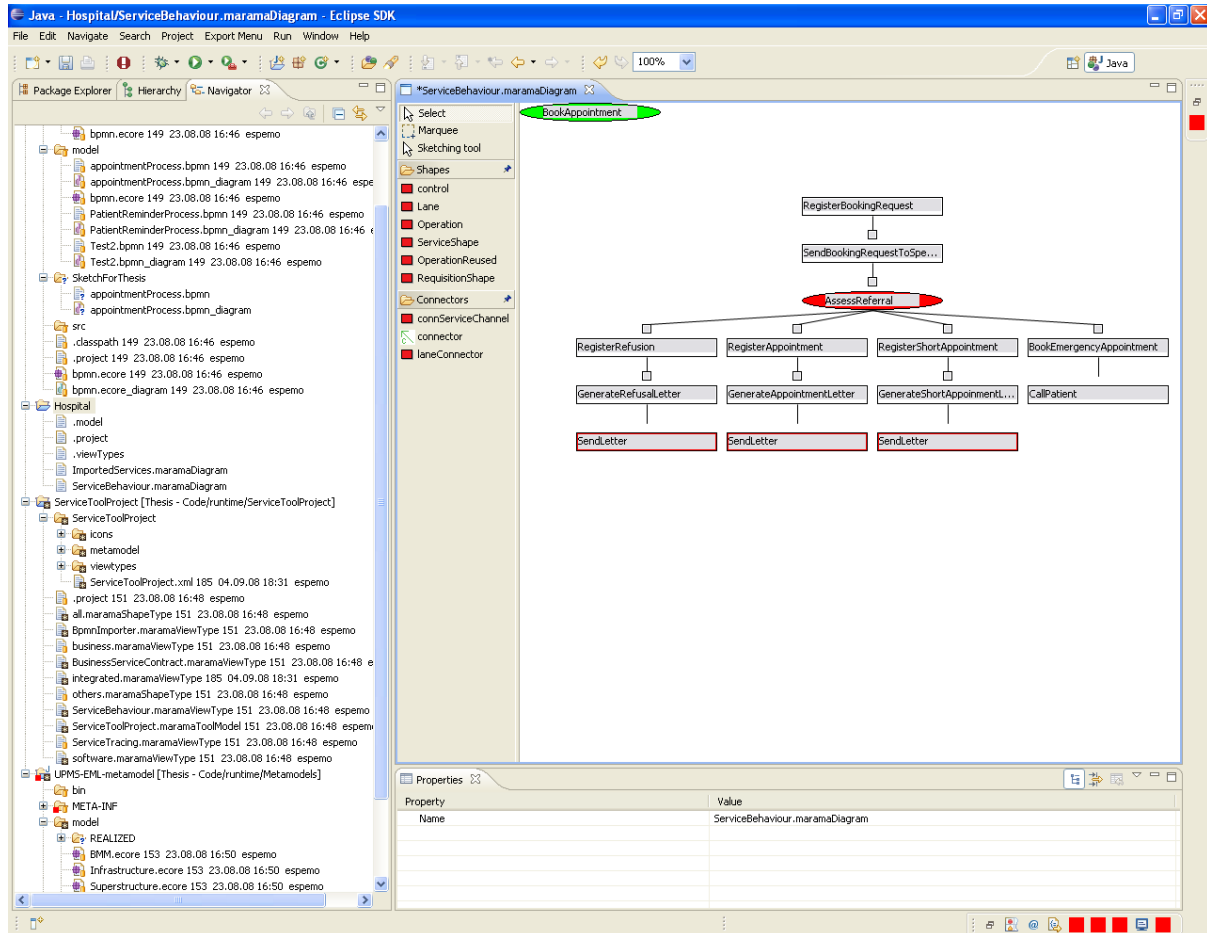 Java - Hospital/ServiceBehaviour.maramaDiagram - Eclipse SDK
File Edit Navigate Search Project Export Menu Run Window Help
100%
Java
Package Explorer Hierarchy Navigator
bpmn.ecore 149 23.08.08 16:46 espemo
model
appointmentProcess.bpmn 149 23.08.08 16:46 espemo
appointmentProcess.bpmn_diagram 149 23.08.08 16:46 espe
bpmn.ecore 149 23.08.08 16:46 espemo
PatientReminderProcess.bpmn 149 23.08.08 16:46 espemo
PatientReminderProcess.bpmn_diagram 149 23.08.08 16:46
Test2.bpmn 149 23.08.08 16:46 espemo
Test2.bpmn_diagram 149 23.08.08 16:46 espemo
SketchForThesis
appointmentProcess.bpmn
appointmentProcess.bpmn_diagram
src
.classpath 149 23.08.08 16:46 espemo
.project 149 23.08.08 16:46 espemo
bpmn.ecore 149 23.08.08 16:46 espemo
bpmn.ecore_diagram 149 23.08.08 16:46 espemo
Hospital
.model
.project
.viewTypes
ImportedServices.maramaDiagram
ServiceBehaviour.maramaDiagram
ServiceToolProject [Thesis - Code/runtime/ServiceToolProject]
ServiceToolProject
icons
metamodel
viewtypes
ServiceToolProject.xml 185 04.09.08 18:31 espemo
.project 151 23.08.08 16:48 espemo
all.maramaShapeType 151 23.08.08 16:48 espemo
BpmnImporter.maramaViewType 151 23.08.08 16:48 espemo
business.maramaViewType 151 23.08.08 16:48 espemo
BusinessServiceContract.maramaViewType 151 23.08.08 16:48 e
integrated.maramaViewType 185 04.09.08 18:31 espemo
others.maramaShapeType 151 23.08.08 16:48 espemo
ServiceBehaviour.maramaViewType 151 23.08.08 16:48 espemo
ServiceToolProject.maramaToolModel 151 23.08.08 16:48 espem
ServiceTracing.maramaViewType 151 23.08.08 16:48 espemo
software.maramaViewType 151 23.08.08 16:48 espemo
UPMS-EML-metamodel [Thesis - Code/runtime/Metamodels]
bin
META-INF
model
REALIZED
BMM.ecore 153 23.08.08 16:50 espemo
Infrastructure.ecore 153 23.08.08 16:50 espemo
Superstructure.ecore 153 23.08.08 16:50 espemo
*ServiceBehaviour.maramaDiagram
Select
Marquee
Sketching tool
Shapes
control
Lane
Operation
ServiceShape
OperationReused
RequisitionShape
Connectors
connServiceChannel
connector
laneConnector
BookAppointment
RegisterBookingRequest
SendBookingRequestToSpe...
AssessReferral
RegisterRefusion RegisterAppointment RegisterShortAppointment BookEmergencyAppointment
GenerateRefusalLetter GenerateAppointmentLetter GenerateShortAppoinmentL... CallPatient
SendLetter SendLetter SendLetter
Properties
Property Value
Name ServiceBehaviour.maramaDiagram